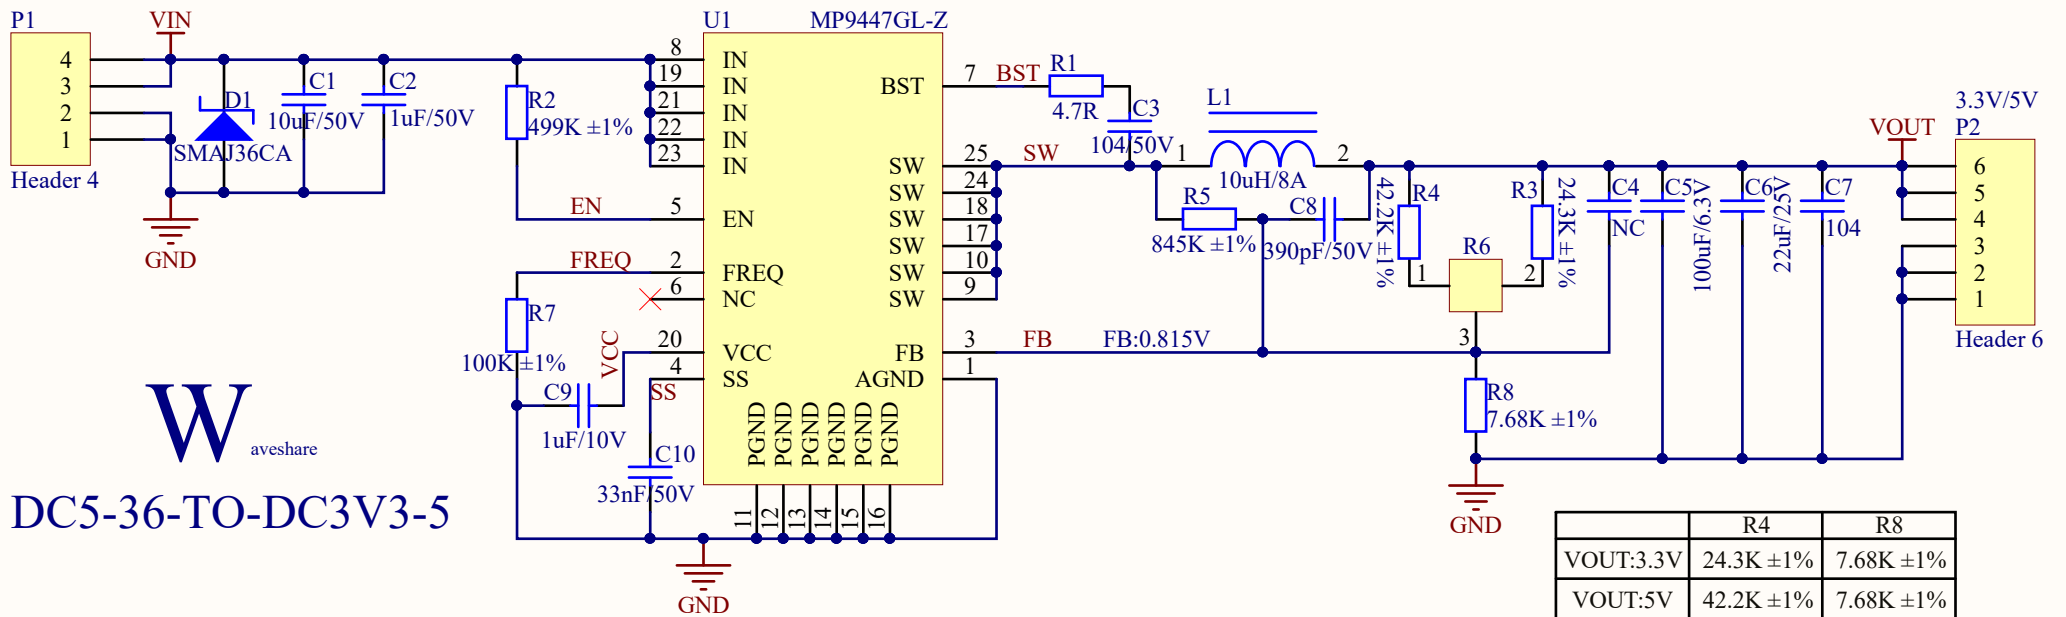 P1
VIN
4
3
2
1
Header 4
GND
D1
SMAJ36CA
C1
10uF/50V
C2
1uF/50V
R2
499K ±1%
EN
FREQ
R7
100K ±1%
VCC
C9
1uF/10V
SS
C10
33nF/50V
U1 MP9447GL-Z
8 IN
19 IN
21 IN
22 IN
23 IN
5 EN
2 FREQ
6 NC
20 VCC
4 SS
BST 7
SW 25
SW 24
SW 18
SW 17
SW 10
SW 9
FB 3
AGND 1
PGND PGND PGND PGND PGND PGND
11 12 13 14 15 16
GND
BST
R1
4.7R
C3
104/50V
SW
L1
1 2
10uH/8A
R5
845K ±1%
C8
390pF/50V
FB FB:0.815V
R4
42.2K ±1%
R3
24.3K ±1%
R6
1 2
3
R8
7.68K ±1%
GND
C4
NC
C5
100uF/6.3V
C6
22uF/25V
C7
104
VOUT
3.3V/5V
P2
6
5
4
3
2
1
Header 6
W aveshare
DC5-36-TO-DC3V3-5
R4 R8
VOUT:3.3V 24.3K ±1% 7.68K ±1%
VOUT:5V 42.2K ±1% 7.68K ±1%